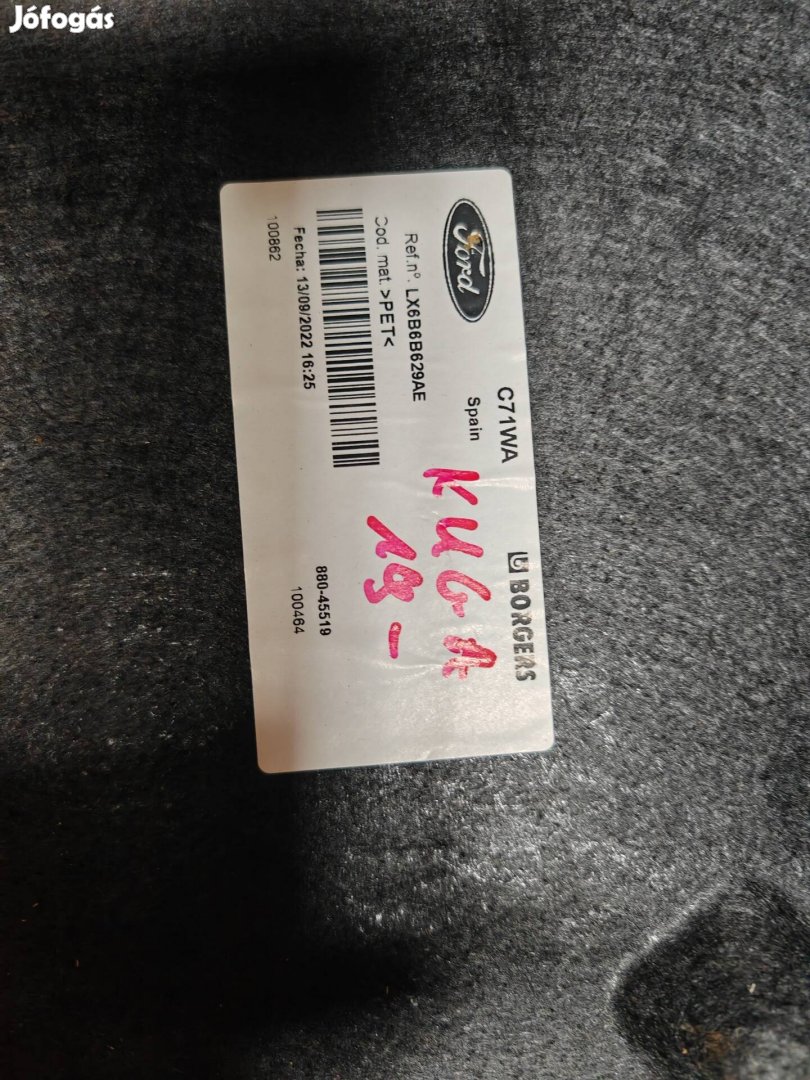 Jófogás
Ford
C71WA
BORGERS
Spain
Ref.nº. LX6B6B629AE
Cod. mat. >PET<
KUGA
19-
880-45519
Fecha: 13/09/2022 16:25
100464
100862